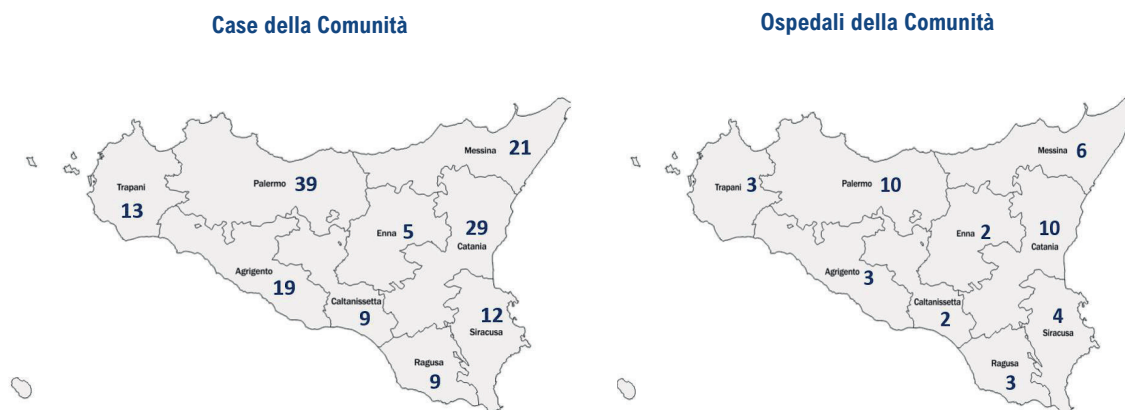 Case della Comunità
Messina 21
Palermo 39
Trapani
13
Enna 5
29
Catania
Agrigento
19
Caltanissetta
9
12
Siracusa
Ragusa
9
Ospedali della Comunità
Messina 6
Trapani 3
Palermo 10
Enna 2
10
Catania
Agrigento
3
Caltanissetta
2
4
Siracusa
Ragusa
3